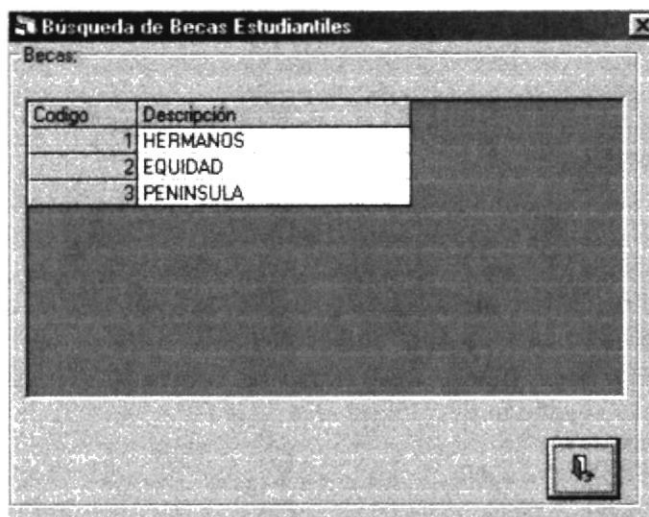 Búsqueda de Becas Estudiantiles
Becas:
Codigo Descripción
1 HERMANOS
2 EQUIDAD
3 PENINSULA